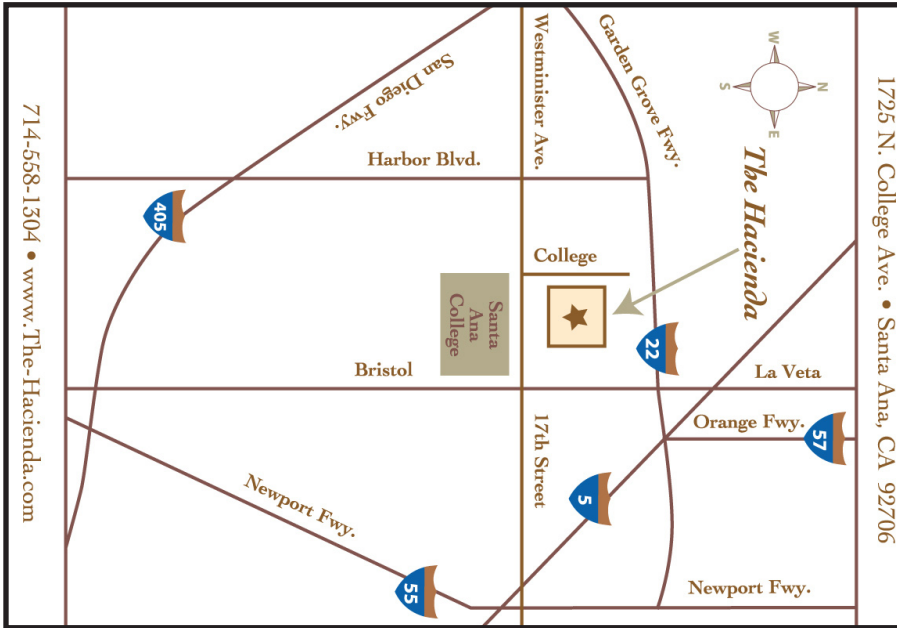 1725 N. College Ave. • Santa Ana, CA 92706
W
N
S
E
The Hacienda
Garden Grove Fwy.
Westminister Ave.
San Diego Fwy.
Harbor Blvd.
405
College
Santa
Ana
College
22
Bristol
La Veta
Orange Fwy.
57
17th Street
5
Newport Fwy.
55
Newport Fwy.
714-558-1304 • www.The-Hacienda.com